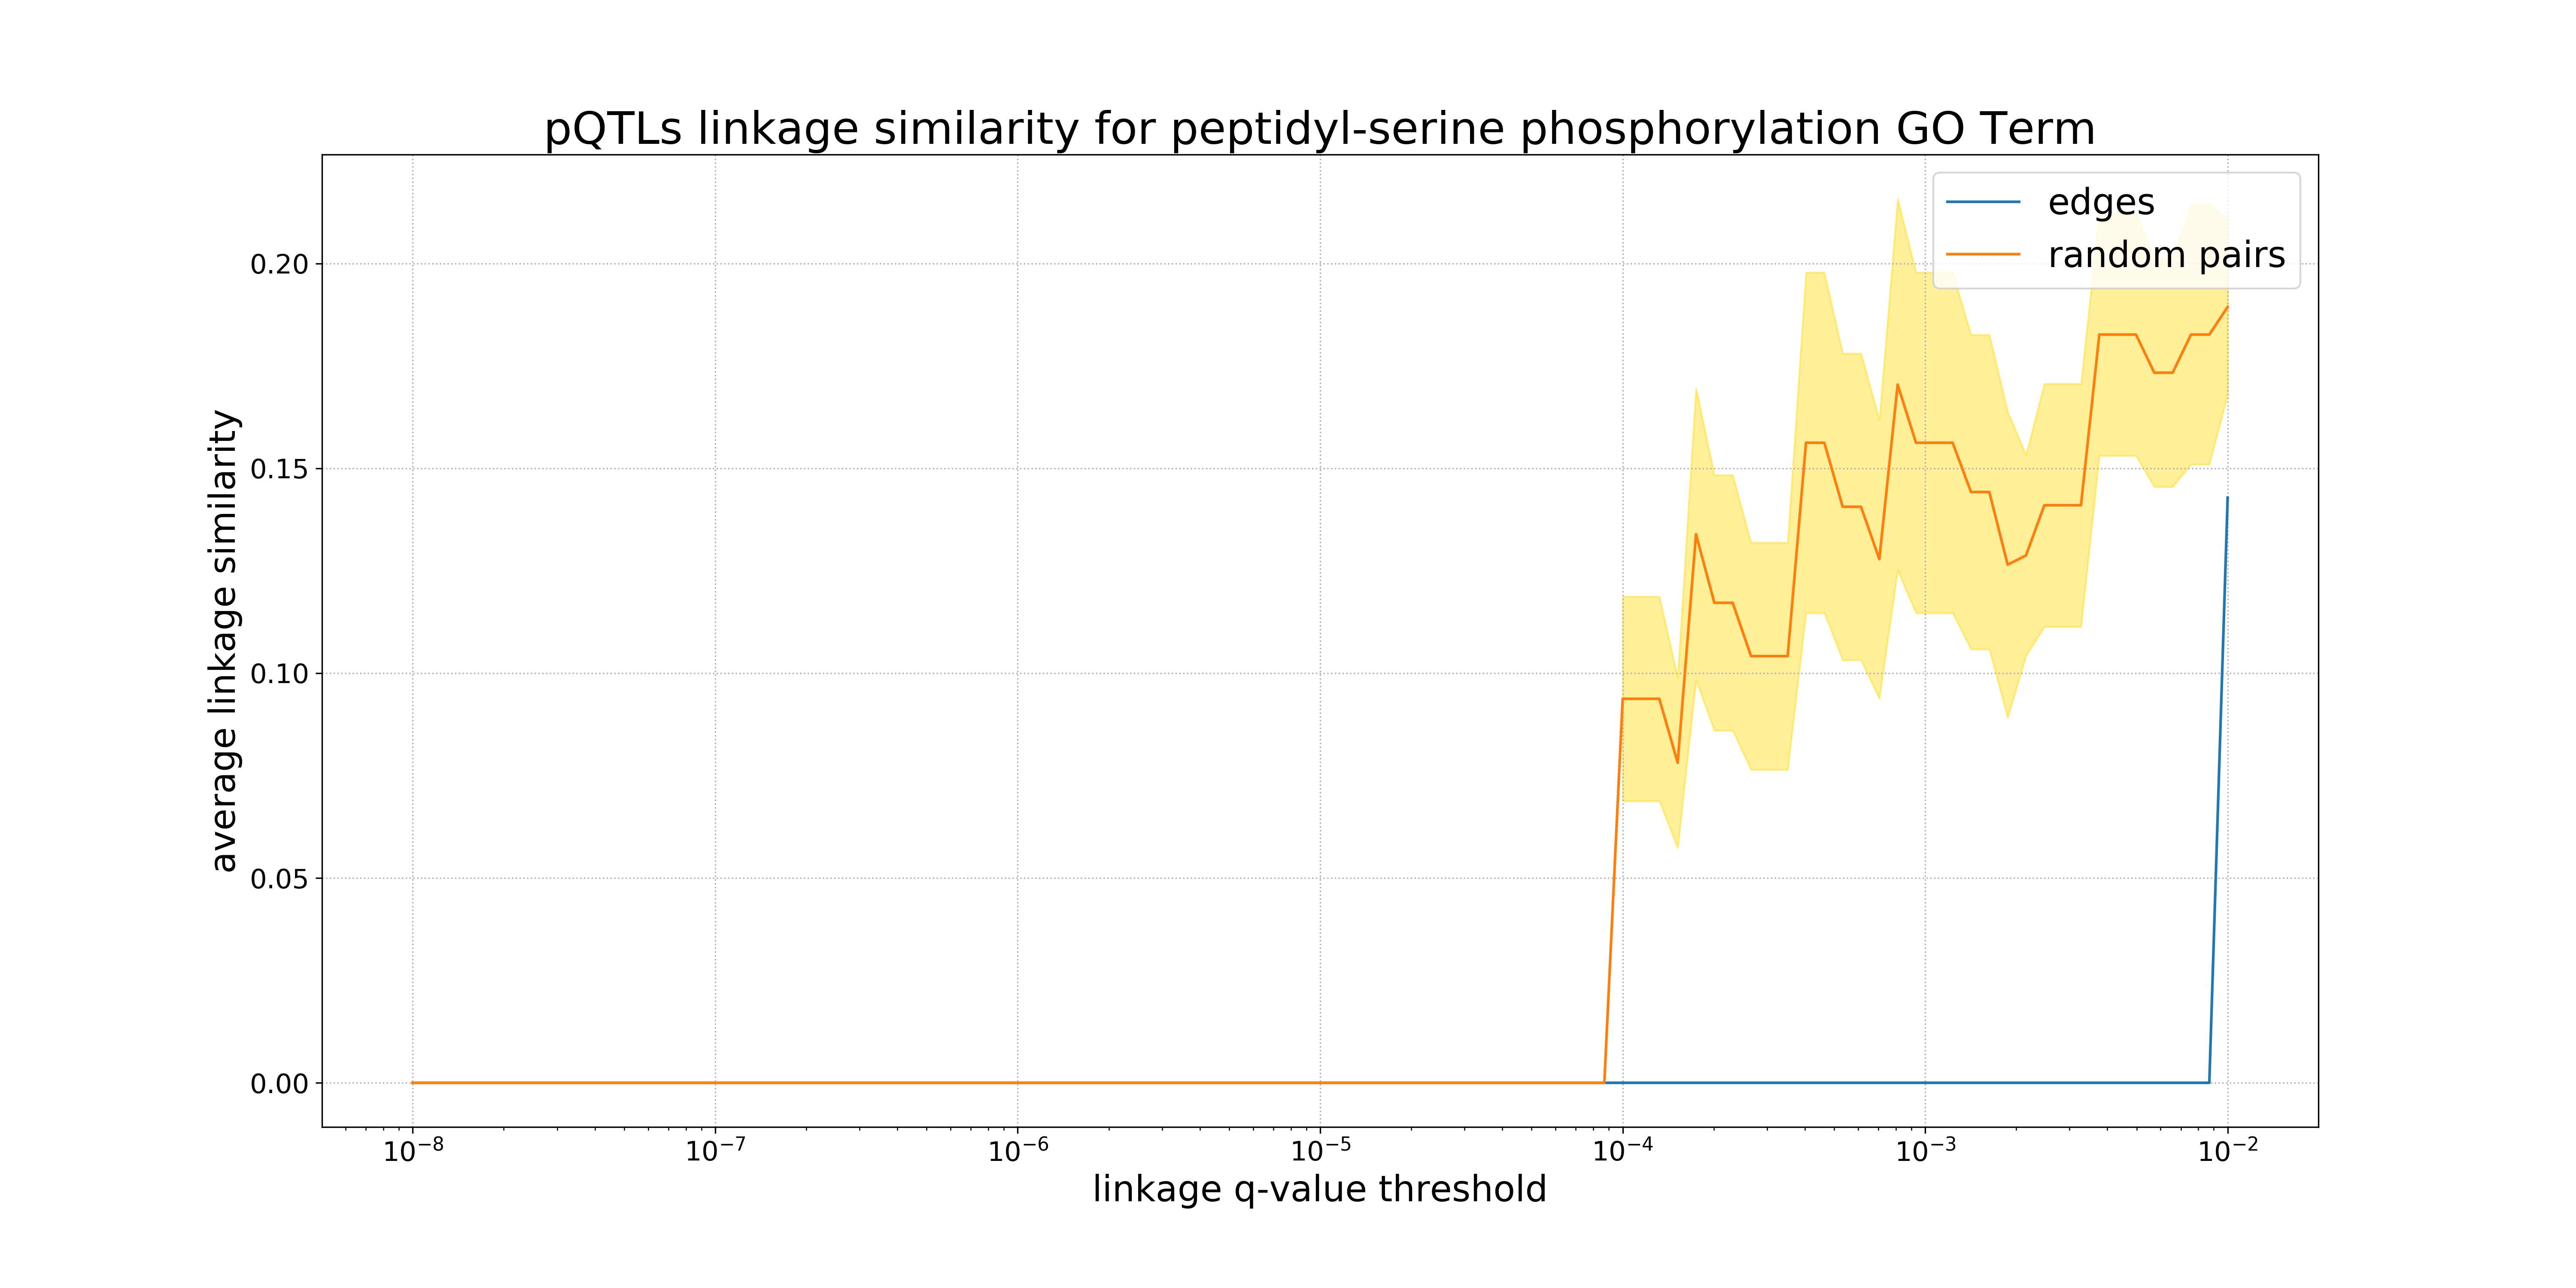 pQTLs linkage similarity for peptidyl-serine phosphorylation GO Term
edges
random pairs
0.20
0.15
0.10
0.05
0.00
average linkage similarity
10⁻⁸
10⁻⁷
10⁻⁶
10⁻⁵
10⁻⁴
10⁻³
10⁻²
linkage q-value threshold